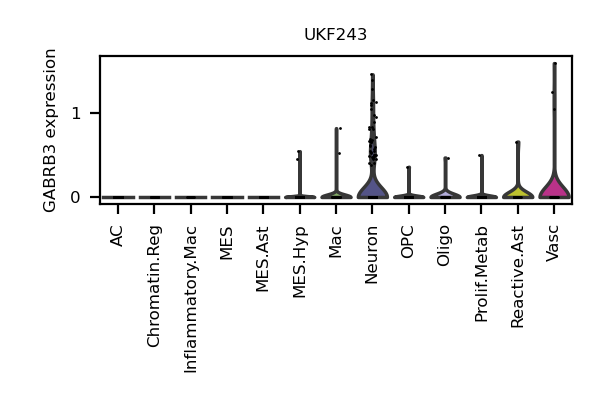 UKF243
GABRB3 expression
1
0
AC
Chromatin.Reg
Inflammatory.Mac
MES
MES.Ast
MES.Hyp
Mac
Neuron
OPC
Oligo
Prolif.Metab
Reactive.Ast
Vasc